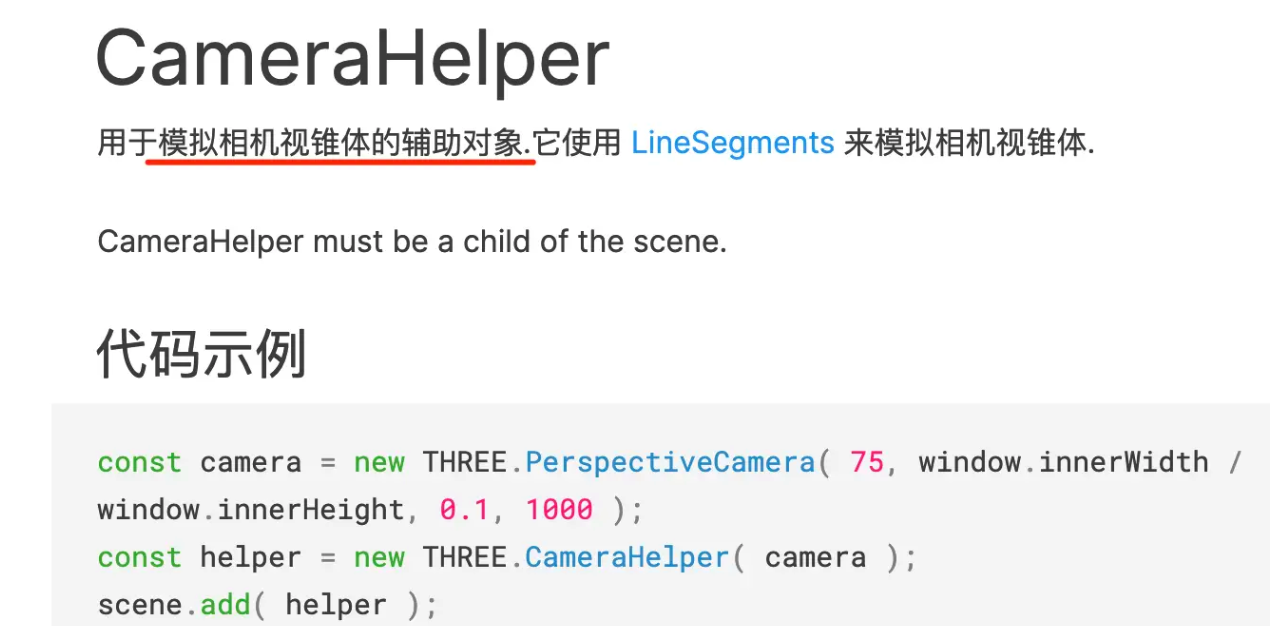 CameraHelper
用于模拟相机视锥体的辅助对象.它使用 LineSegments 来模拟相机视锥体.
CameraHelper must be a child of the scene.
代码示例
const camera = new THREE.PerspectiveCamera( 75, window.innerWidth /
window.innerHeight, 0.1, 1000 );
const helper = new THREE.CameraHelper( camera );
scene.add( helper );